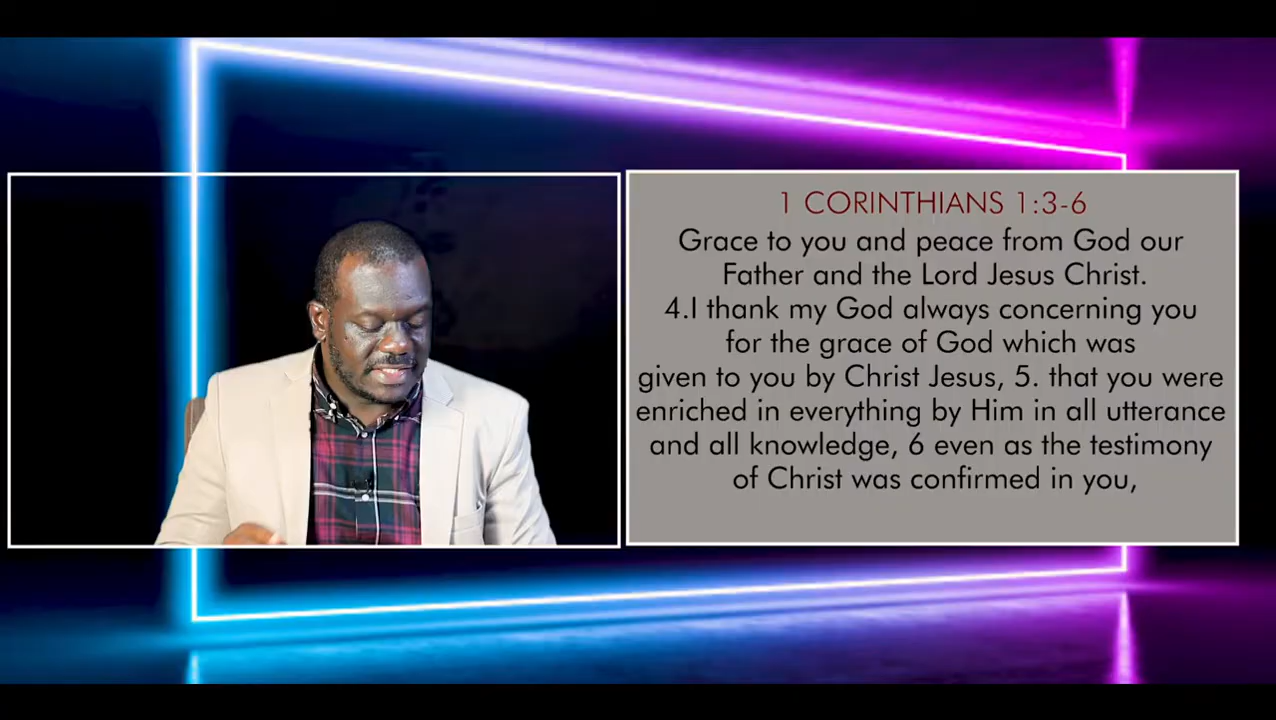 1 CORINTHIANS 1:3-6
Grace to you and peace from God our
Father and the Lord Jesus Christ.
4.I thank my God always concerning you
for the grace of God which was
given to you by Christ Jesus, 5. that you were
enriched in everything by Him in all utterance
and all knowledge, 6 even as the testimony
of Christ was confirmed in you,